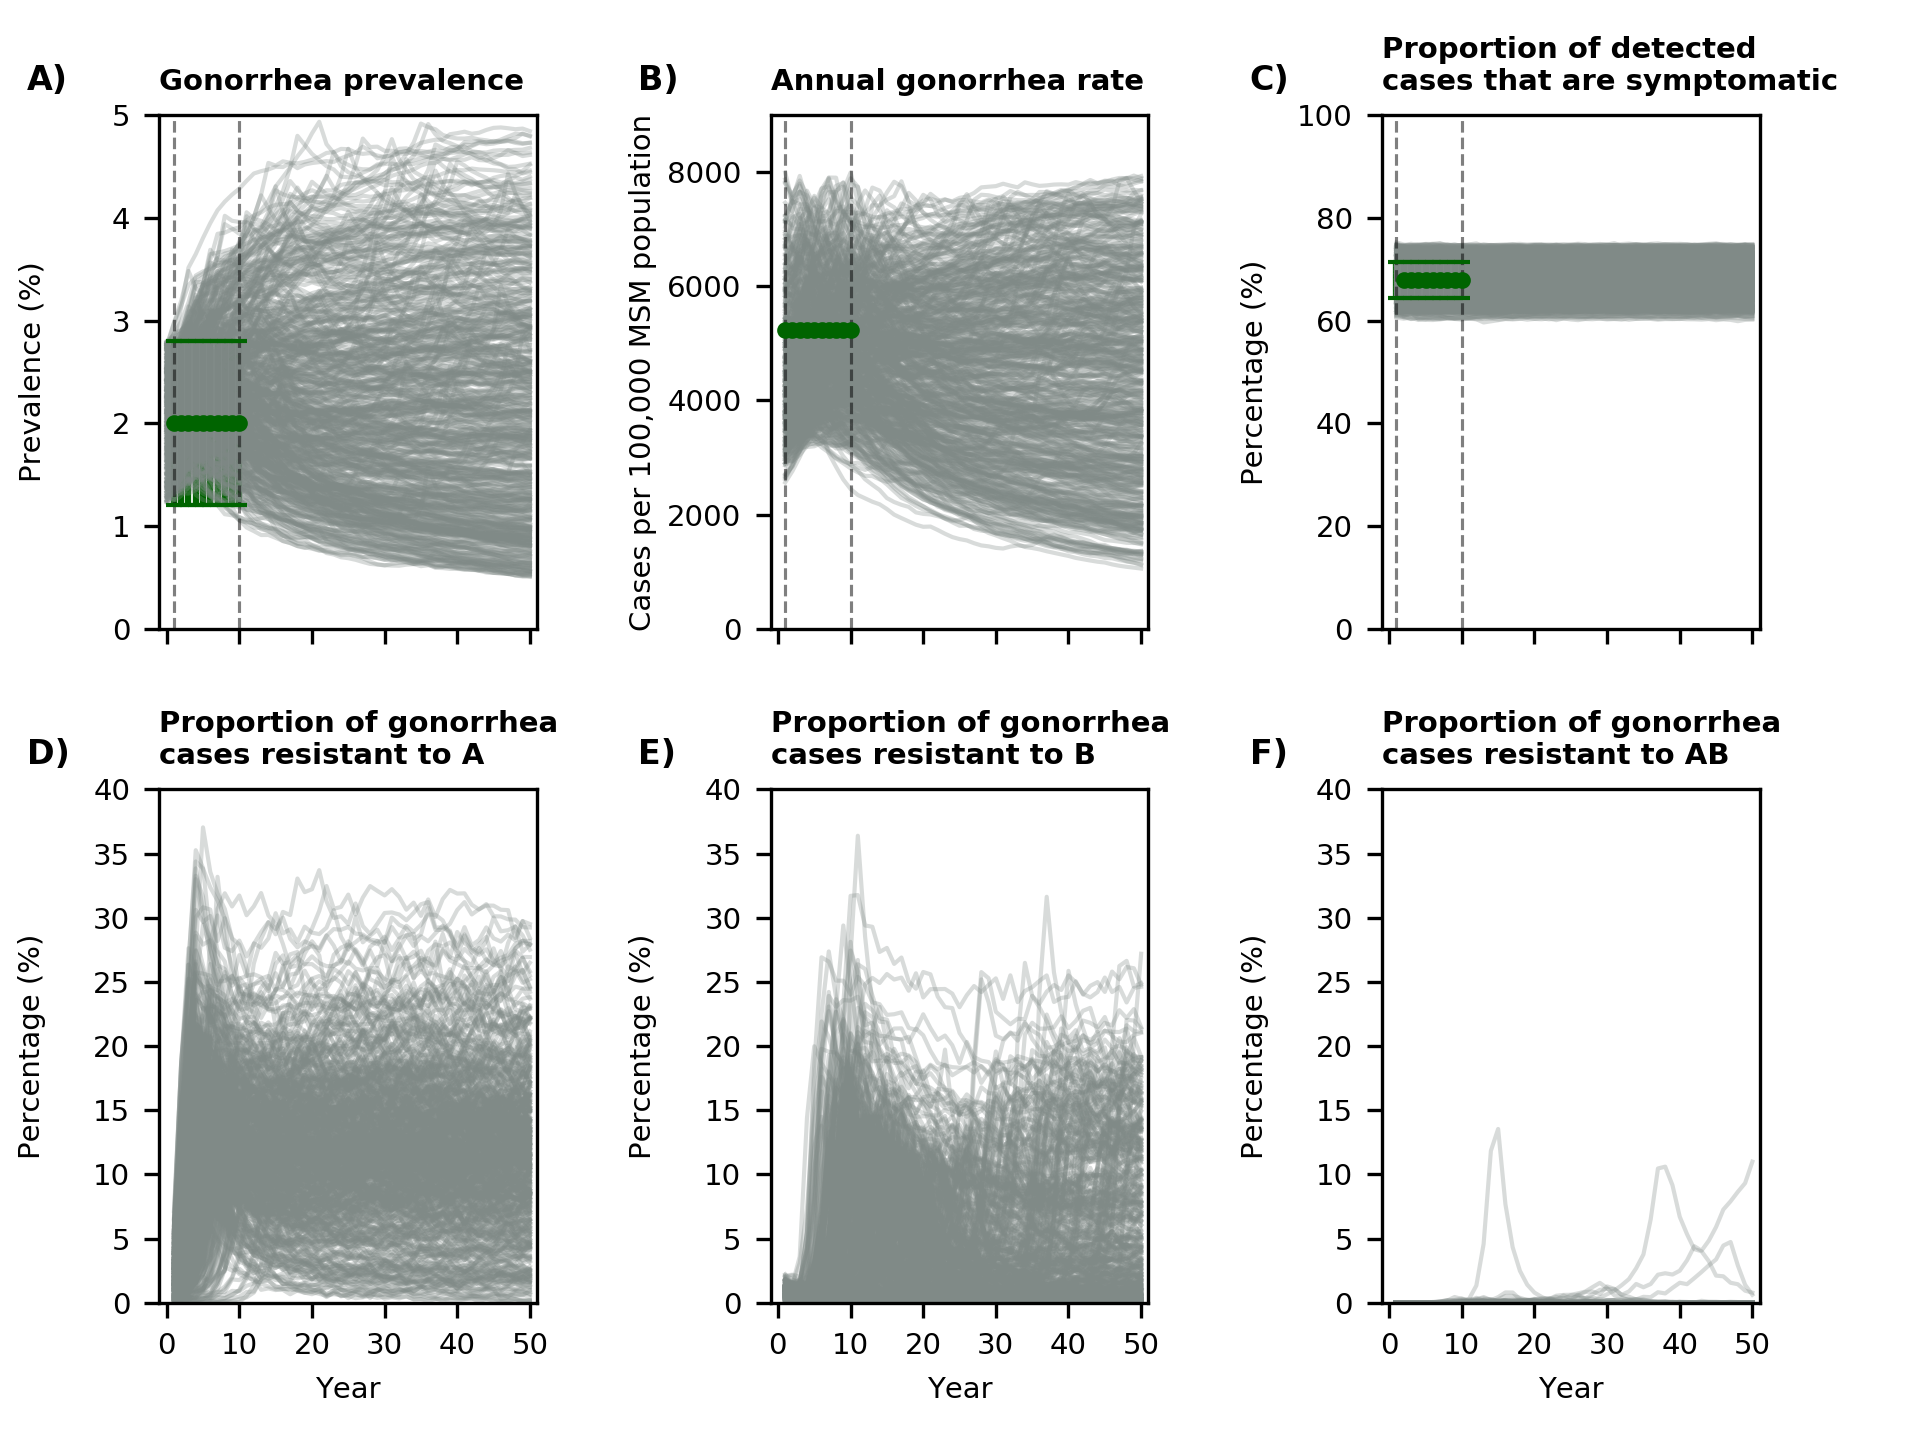 A)
Gonorrhea prevalence
5
4
3
2
1
0
Prevalence (%)
B)
Annual gonorrhea rate
8000
6000
4000
2000
0
Cases per 100,000 MSM population
C)
Proportion of detected
cases that are symptomatic
100
80
60
40
20
0
Percentage (%)
D)
Proportion of gonorrhea
cases resistant to A
40
35
30
25
20
15
10
5
0
Percentage (%)
0 10 20 30 40 50
Year
E)
Proportion of gonorrhea
cases resistant to B
40
35
30
25
20
15
10
5
0
Percentage (%)
0 10 20 30 40 50
Year
F)
Proportion of gonorrhea
cases resistant to AB
40
35
30
25
20
15
10
5
0
Percentage (%)
0 10 20 30 40 50
Year